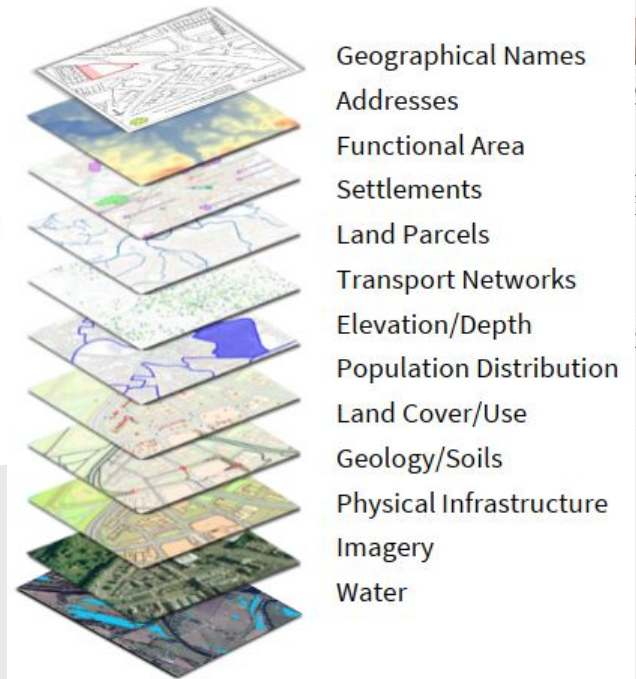 Geographical Names
Addresses
Functional Area
Settlements
Land Parcels
Transport Networks
Elevation/Depth
Population Distribution
Land Cover/Use
Geology/Soils
Physical Infrastructure
Imagery
Water